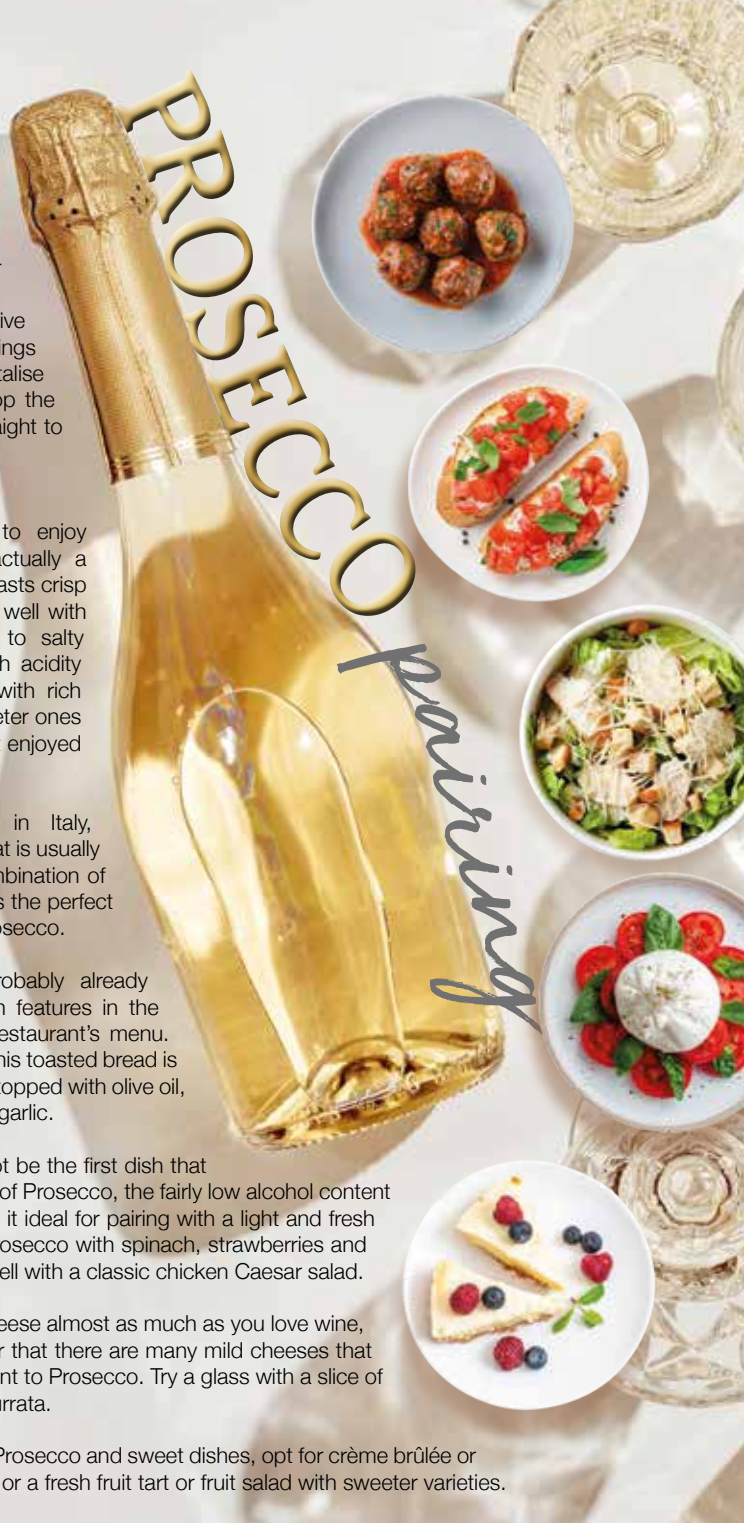 PROSECCO
pairing
ive
ings
talise
op the
aight to
to enjoy
actually a
asts crisp
well with
to salty
h acidity
with rich
eter ones
t enjoyed
in Italy,
at is usually
mbination of
s the perfect
osecco.
robably already
n features in the
estaurant's menu.
his toasted bread is
topped with olive oil,
garlic.
ot be the first dish that
of Prosecco, the fairly low alcohol content
it ideal for pairing with a light and fresh
rosecco with spinach, strawberries and
ell with a classic chicken Caesar salad.
eese almost as much as you love wine,
r that there are many mild cheeses that
nt to Prosecco. Try a glass with a slice of
urrata.
Prosecco and sweet dishes, opt for crème brûlée or
or a fresh fruit tart or fruit salad with sweeter varieties.